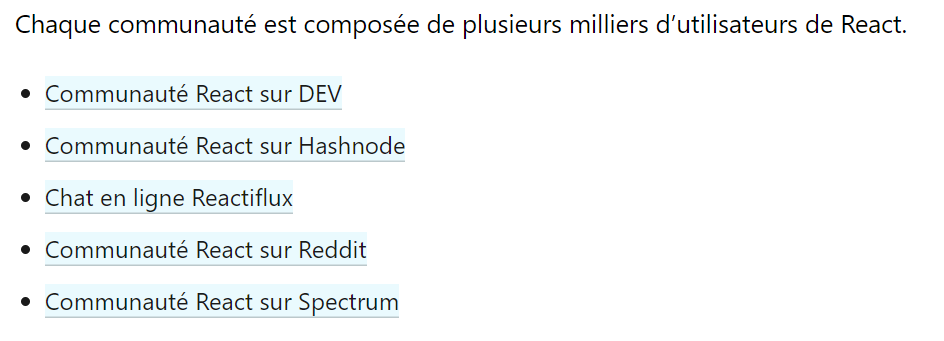 Chaque communauté est composée de plusieurs milliers d’utilisateurs de React.
Communauté React sur DEV
Communauté React sur Hashnode
Chat en ligne Reactiflux
Communauté React sur Reddit
Communauté React sur Spectrum